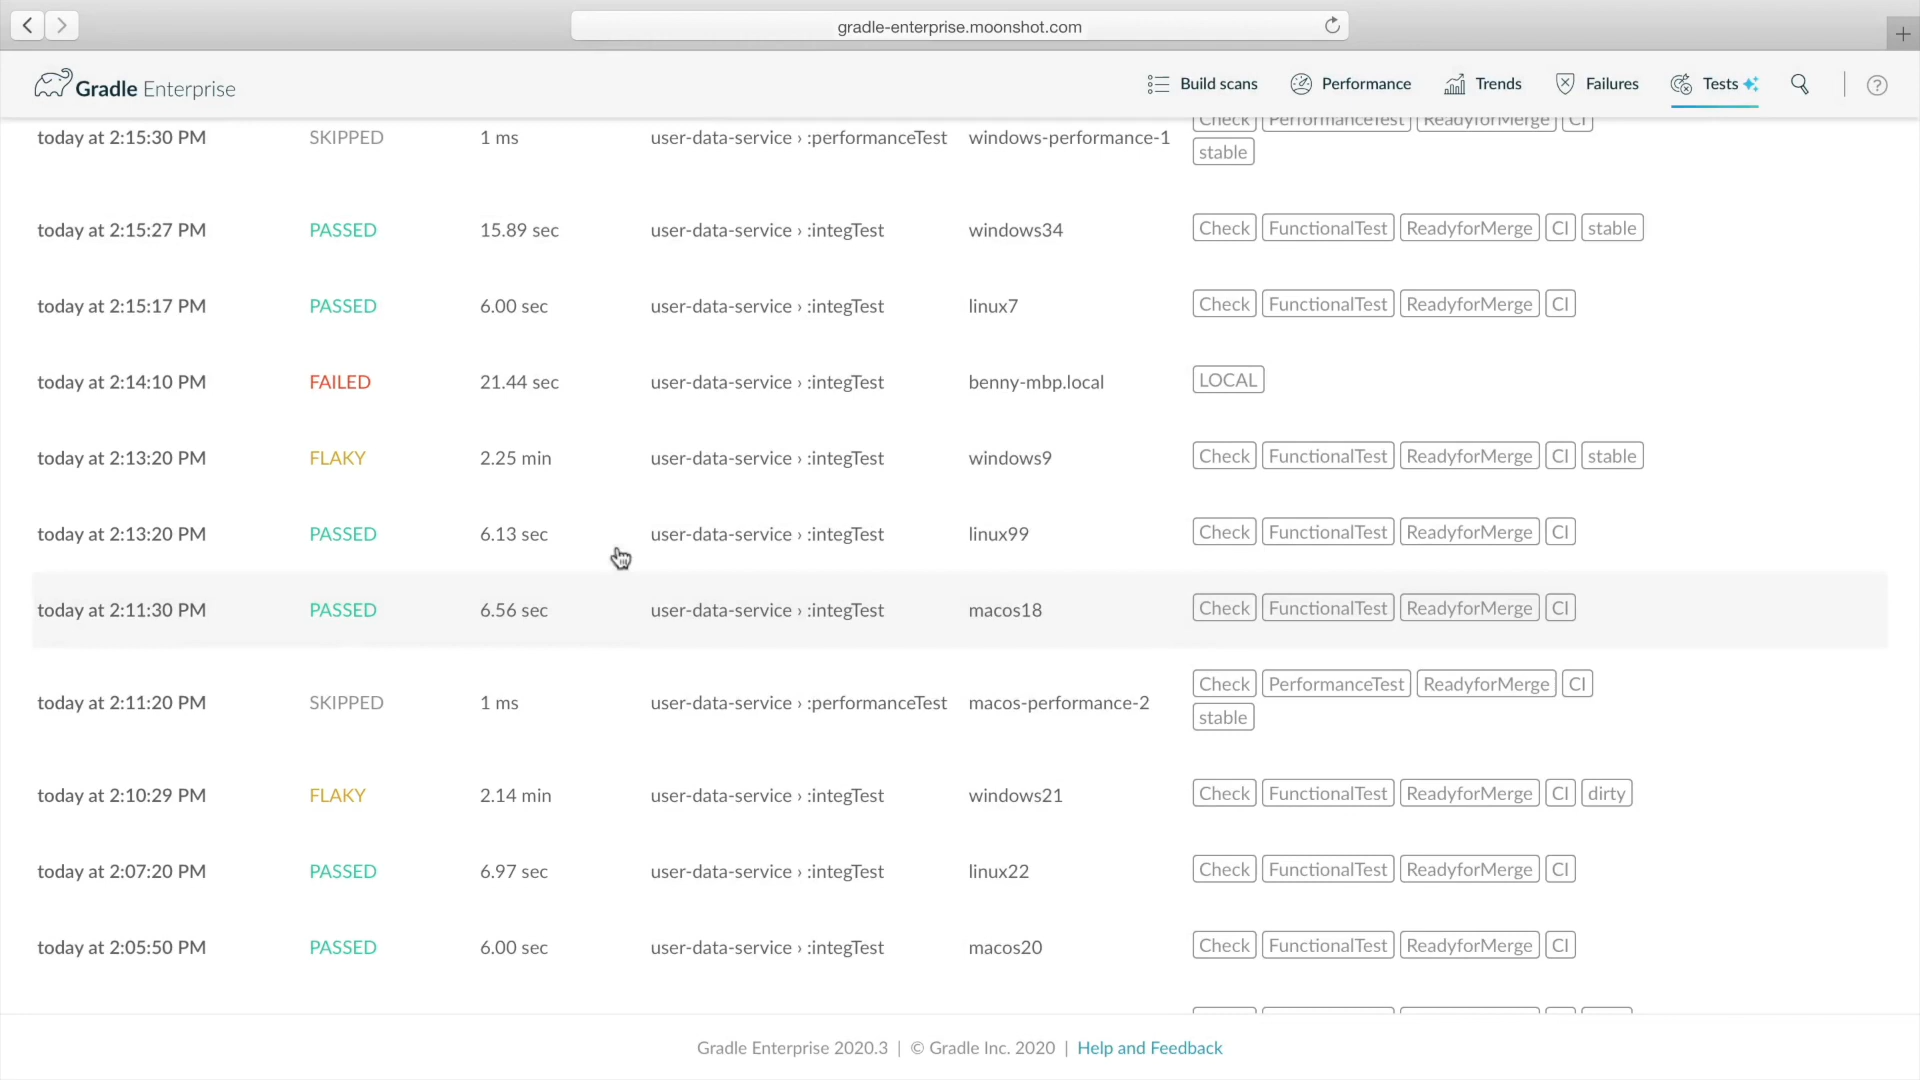 gradle-enterprise.moonshot.com
Gradle Enterprise
Build scans
Performance
Trends
Failures
Tests
today at 2:15:30 PM SKIPPED 1 ms user-data-service › :performanceTest windows-performance-1 Check PerformanceTest ReadyforMerge CI
stable
today at 2:15:27 PM PASSED 15.89 sec user-data-service › :integTest windows34 Check FunctionalTest ReadyforMerge CI stable
today at 2:15:17 PM PASSED 6.00 sec user-data-service › :integTest linux7 Check FunctionalTest ReadyforMerge CI
today at 2:14:10 PM FAILED 21.44 sec user-data-service › :integTest benny-mbp.local LOCAL
today at 2:13:20 PM FLAKY 2.25 min user-data-service › :integTest windows9 Check FunctionalTest ReadyforMerge CI stable
today at 2:13:20 PM PASSED 6.13 sec user-data-service › :integTest linux99 Check FunctionalTest ReadyforMerge CI
today at 2:11:30 PM PASSED 6.56 sec user-data-service › :integTest macos18 Check FunctionalTest ReadyforMerge CI
today at 2:11:20 PM SKIPPED 1 ms user-data-service › :performanceTest macos-performance-2 Check PerformanceTest ReadyforMerge CI
stable
today at 2:10:29 PM FLAKY 2.14 min user-data-service › :integTest windows21 Check FunctionalTest ReadyforMerge CI dirty
today at 2:07:20 PM PASSED 6.97 sec user-data-service › :integTest linux22 Check FunctionalTest ReadyforMerge CI
today at 2:05:50 PM PASSED 6.00 sec user-data-service › :integTest macos20 Check FunctionalTest ReadyforMerge CI
Gradle Enterprise 2020.3 | © Gradle Inc. 2020 | Help and Feedback